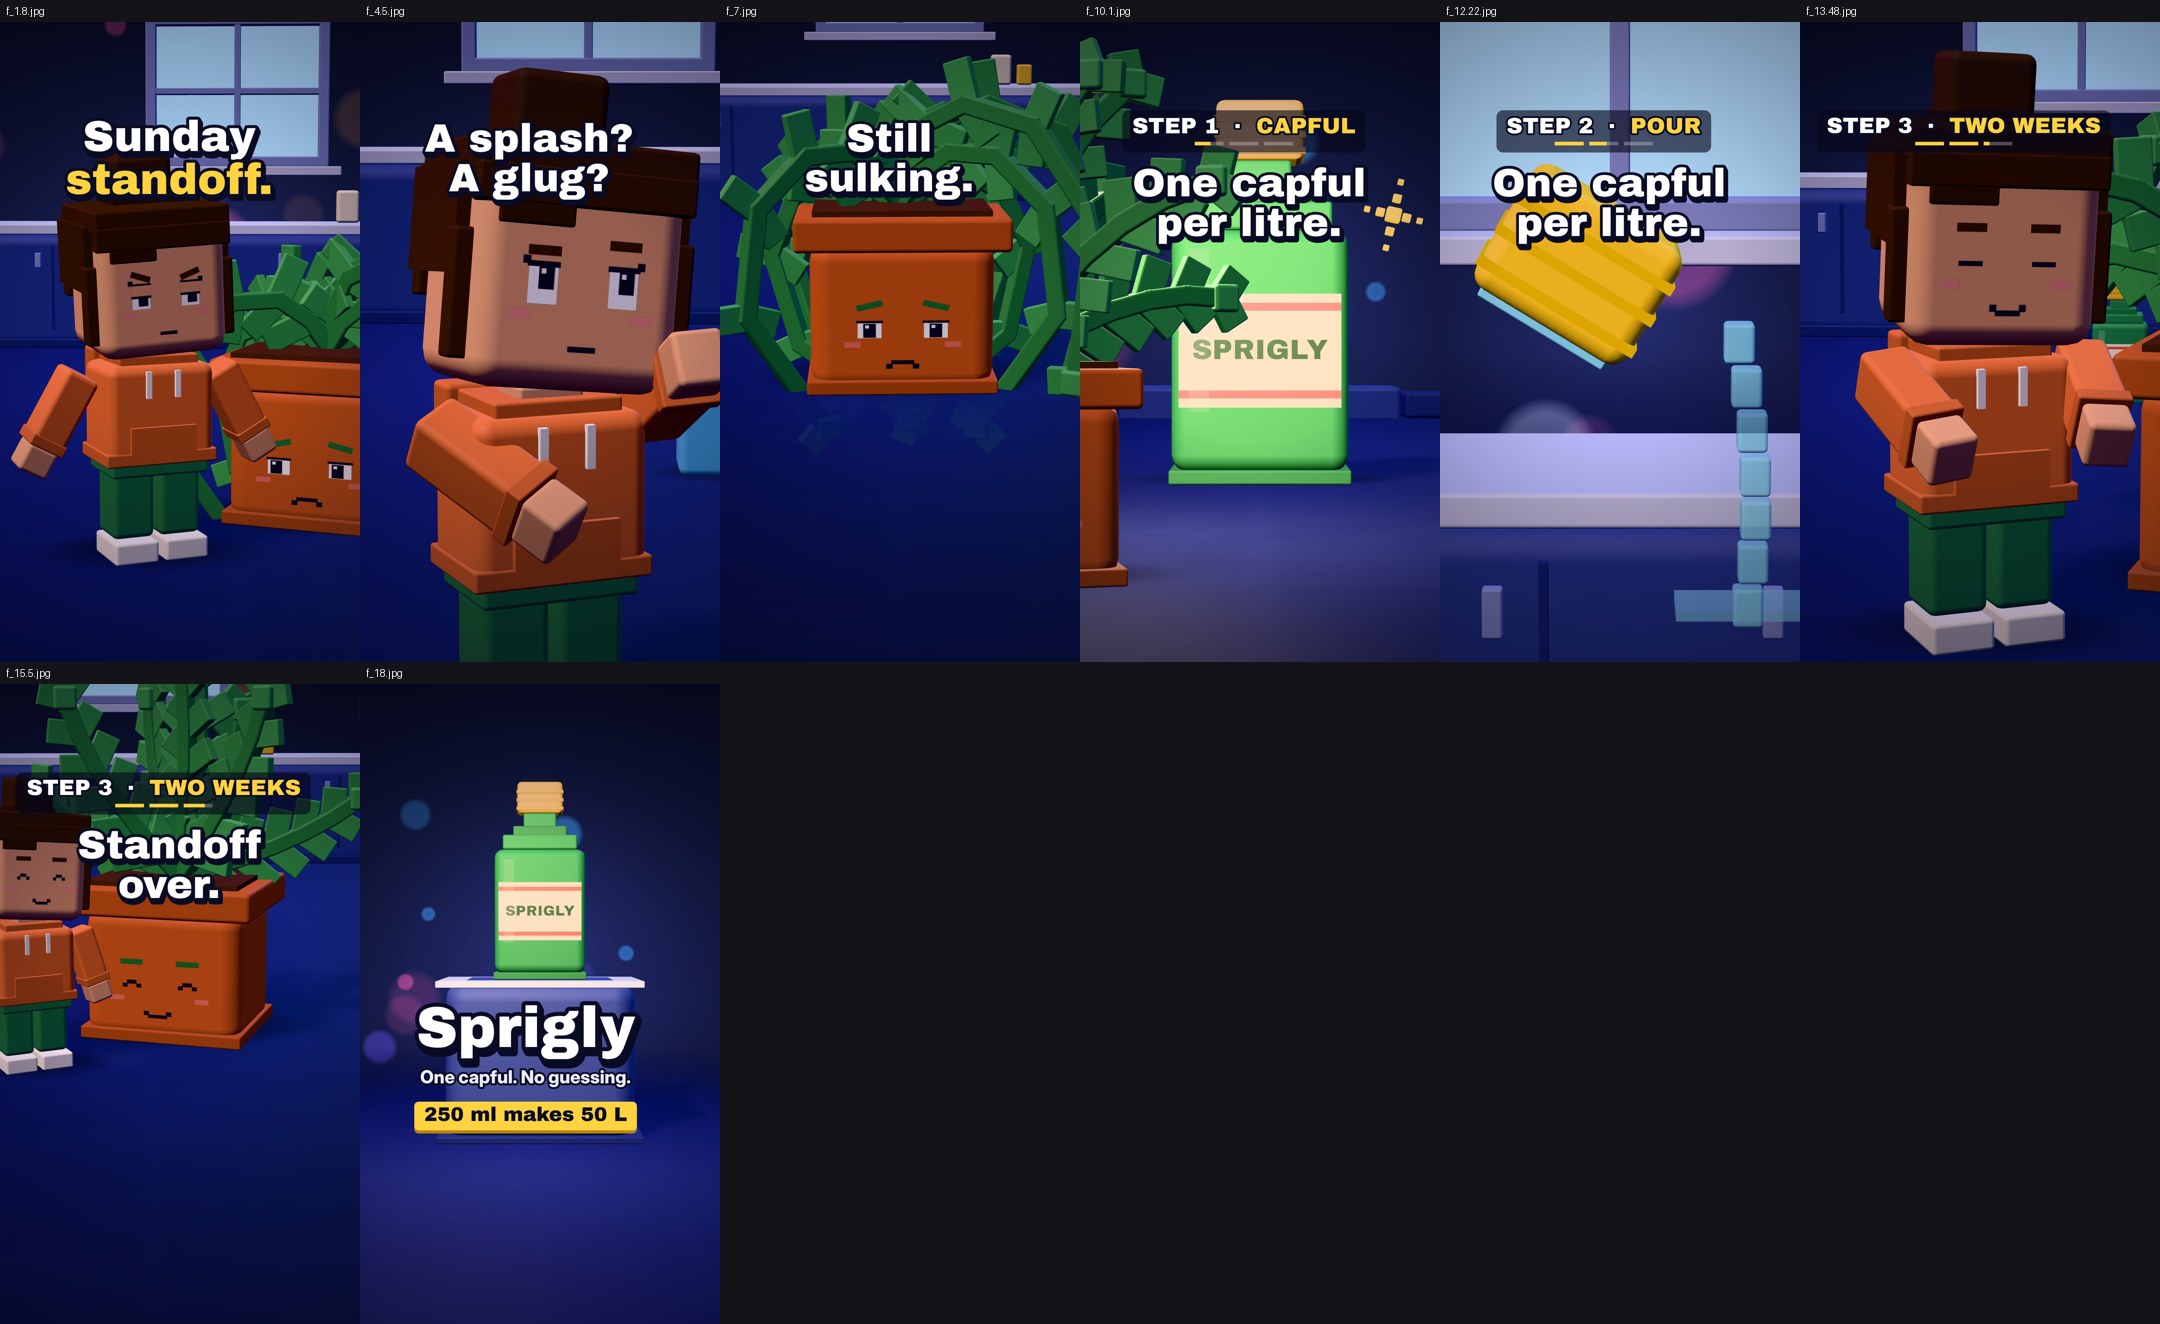 f_1.8.jpg
Sunday
standoff.
f_4.5.jpg
A splash?
A glug?
f_7.jpg
Still
sulking.
f_10.1.jpg
STEP 1 · CAPFUL
One capful
per litre.
SPRIGLY
f_12.22.jpg
STEP 2 · POUR
One capful
per litre.
f_13.48.jpg
STEP 3 · TWO WEEKS
f_15.5.jpg
STEP 3 · TWO WEEKS
Standoff
over.
f_18.jpg
SPRIGLY
Sprigly
One capful. No guessing.
250 ml makes 50 L